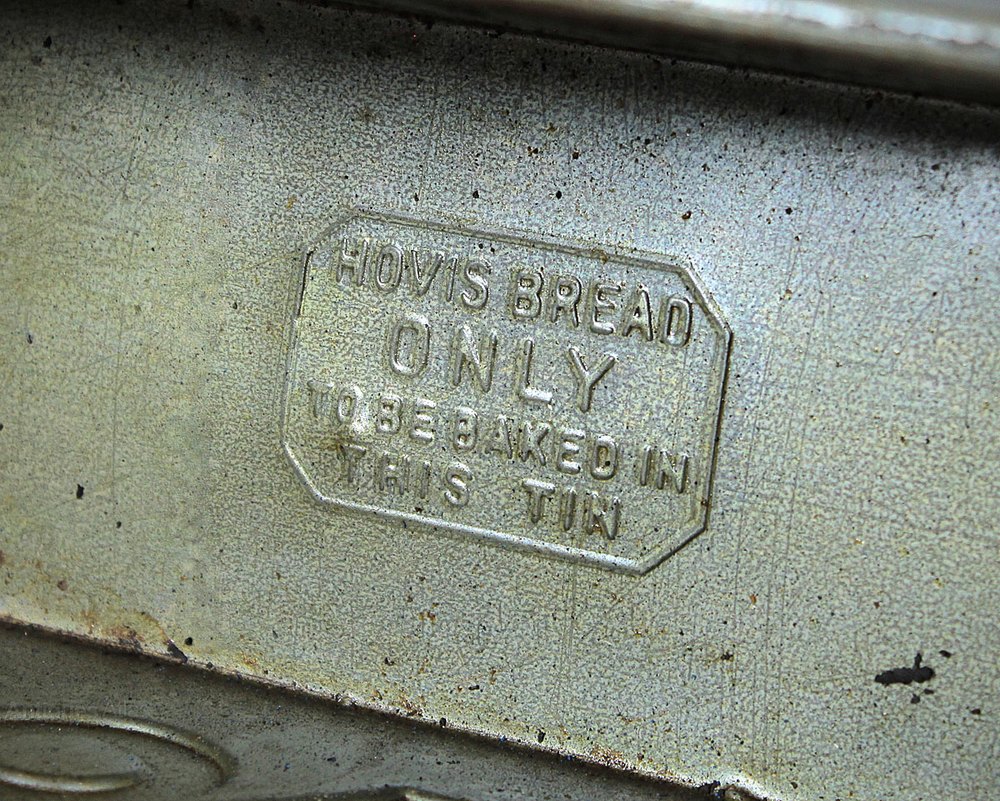 HOVIS BREAD
ONLY
TO BE BAKED IN
THIS TIN